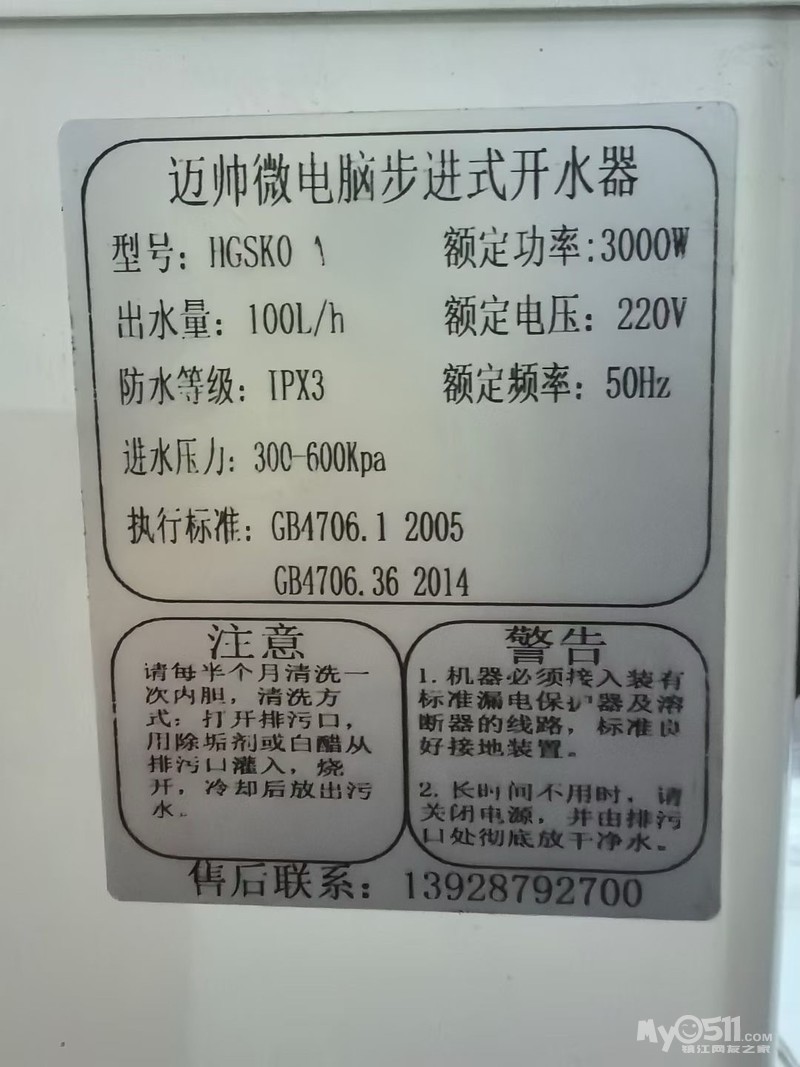 迈帅微电脑步进式开水器
型号：HGSK0 1
额定功率:3000W
出水量：100L/h
额定电压：220V
防水等级：IPX3
额定频率：50Hz
进水压力：300-600Kpa
执行标准：GB4706.1 2005
GB4706.36 2014
注意
请每半个月清洗一
次内胆，清洗方
式：打开排污口，
用除垢剂或白醋从
排污口灌入，烧
开，冷却后放出污
水。
警告
1. 机器必须接入装有
标准漏电保护器及溶
断器的线路，标准良
好接地装置。
2. 长时间不用时，请
关闭电源，并由排污
口处彻底放干净水。
售后联系：13928792700
My0511.COM
镇江网友之家